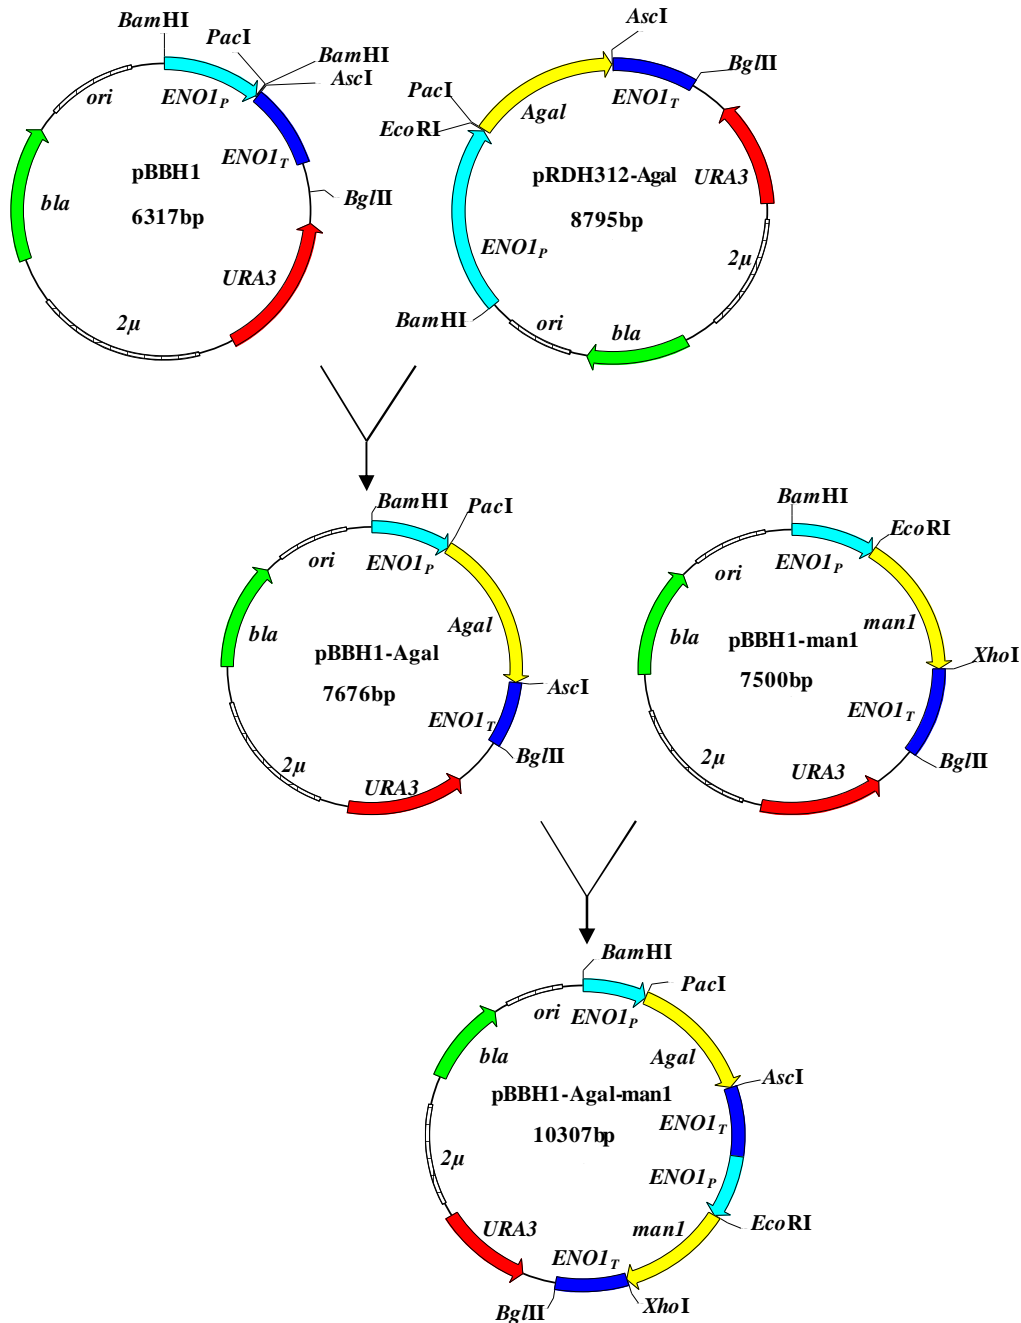 BamHI
PacI
BamHI
AscI
ori
ENO1P
ENO1T
bla
pBBH1
6317bp
BglII
URA3
2µ
AscI
BglII
PacI
EcoRI
Agal
ENO1T
pRDH312-Agal
8795bp
URA3
ENO1P
2µ
BamHI
ori
bla
BamHI
PacI
ori
ENO1P
bla
Agal
pBBH1-Agal
7676bp
AscI
ENO1T
BglII
2µ
URA3
BamHI
EcoRI
ori
ENO1P
bla
man1
pBBH1-man1
7500bp
XhoI
ENO1T
BglII
2µ
URA3
BamHI
PacI
ori
ENO1P
bla
Agal
AscI
pBBH1-Agal-man1
10307bp
ENO1T
2µ
ENO1P
EcoRI
man1
URA3
ENO1T
XhoI
BglII